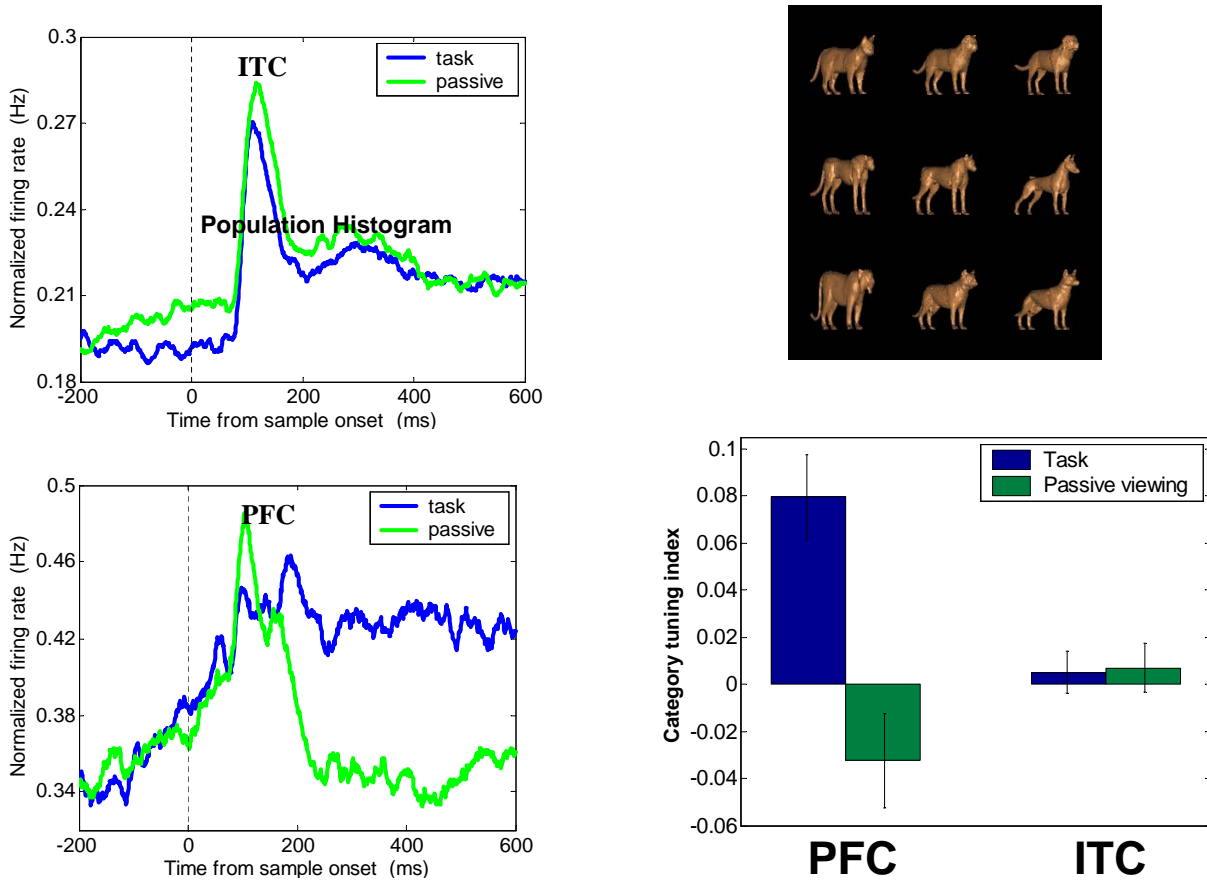 0.3
ITC
task
passive
Normalized firing rate (Hz)
0.27
0.24
Population Histogram
0.21
0.18
-200
0
200
400
600
Time from sample onset (ms)
0.5
PFC
task
passive
Normalized firing rate (Hz)
0.46
0.42
0.38
0.34
-200
0
200
400
600
Time from sample onset (ms)
0.1
Task
Passive viewing
Category tuning index
0.08
0.06
0.04
0.02
0
-0.02
-0.04
-0.06
PFC
ITC